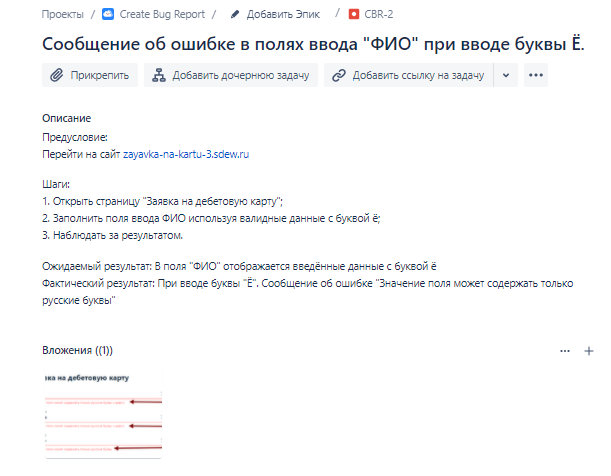 Проекты / Create Bug Report / Добавить Эпик / CBR-2
Сообщение об ошибке в полях ввода "ФИО" при вводе буквы Ё.
Прикрепить Добавить дочернюю задачу Добавить ссылку на задачу
Описание
Предусловие:
Перейти на сайт zayavka-na-kartu-3.sdew.ru
Шаги:
1. Открыть страницу "Заявка на дебетовую карту";
2. Заполнить поля ввода ФИО используя валидные данные с буквой ё;
3. Наблюдать за результатом.
Ожидаемый результат: В поля "ФИО" отображается введённые данные с буквой ё
Фактический результат: При вводе буквы "Ё". Сообщение об ошибке "Значение поля может содержать только
русские буквы"
Вложения ((1))
ка на дебетовую карту